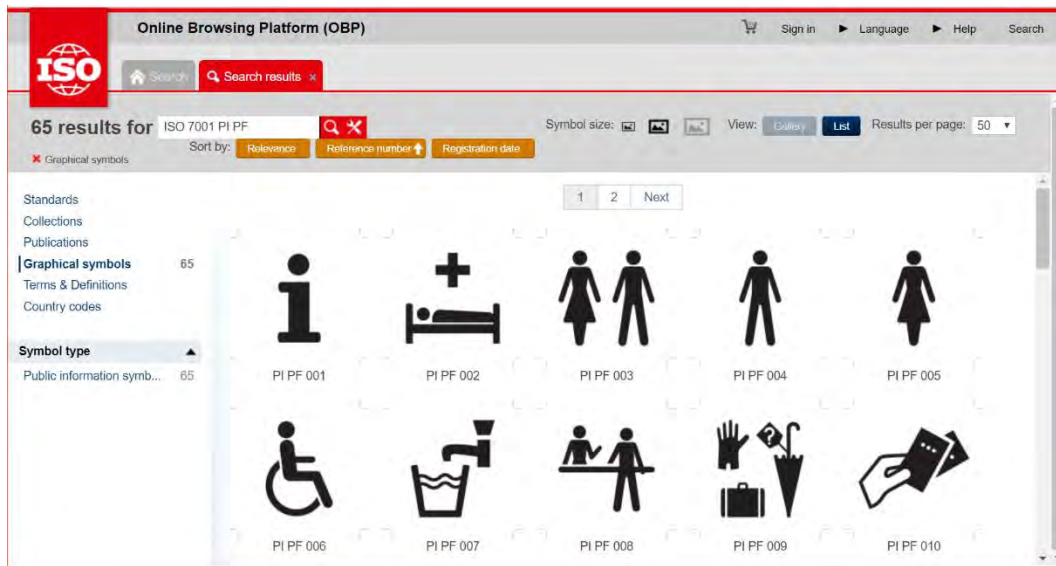 Online Browsing Platform (OBP)
Sign in Language Help Search
ISO
Search
Search results ×
65 results for ISO 7001 PI PF
Symbol size:
View: Gallery List Results per page: 50
Sort by: Relevance Reference number Registration date
Graphical symbols
1 2 Next
Standards
Collections
Publications
Graphical symbols 65
Terms & Definitions
Country codes
Symbol type
Public information symb... 65
PI PF 001 PI PF 002 PI PF 003 PI PF 004 PI PF 005
?
PI PF 006 PI PF 007 PI PF 008 PI PF 009 PI PF 010